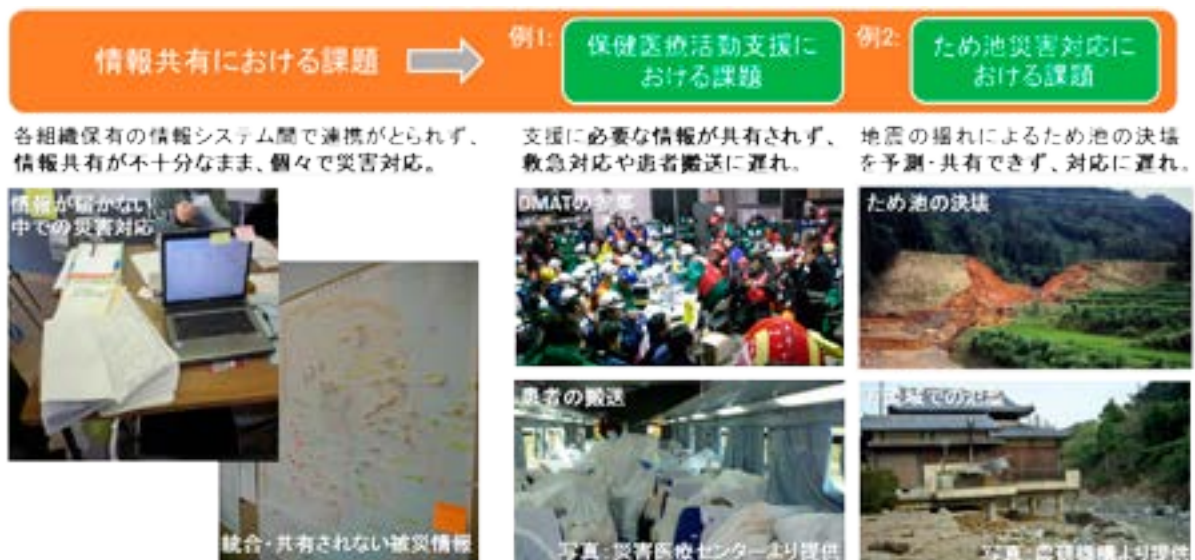 情報共有における課題
例1:
保健医療活動支援に
おける課題
例2:
ため池災害対応に
おける課題
各組織保有の情報システム間で連携がとられず、
情報共有が不十分なまま、個々で災害対応。
支援に必要な情報が共有されず、
救急対応や患者搬送に遅れ。
地震の揺れによるため池の決壊
を予測・共有できず、対応に遅れ。
情報が届かない
中での災害対応
統合・共有されない被災情報
DMATの
患者の搬送
写真：災害医療センターより提供
ため池の決壊
写真：
より提供